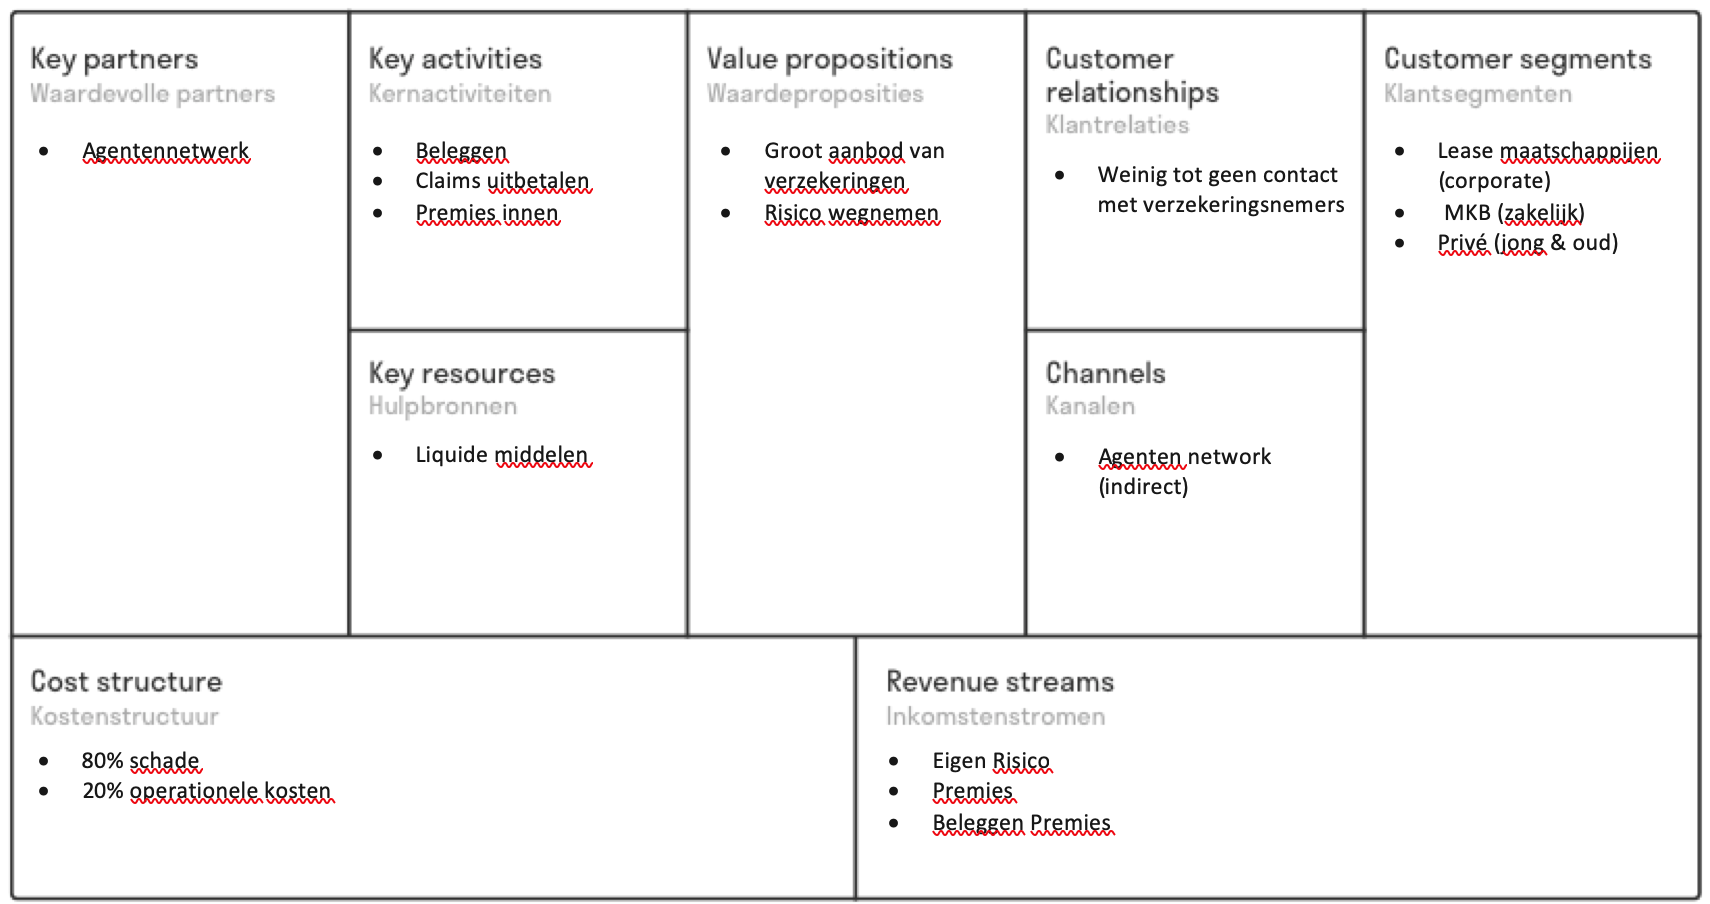 Key partners
Waardevolle partners
• Agentennetwerk
Key activities
Kernactiviteiten
• Beleggen
• Claims uitbetalen
• Premies innen
Key resources
Hulpbronnen
• Liquide middelen
Value propositions
Waardeproposities
• Groot aanbod van
verzekeringen
• Risico wegnemen
Customer
relationships
Klantrelaties
• Weinig tot geen contact
met verzekeringsnemers
Channels
Kanalen
• Agenten network
(indirect)
Customer segments
Klantsegmenten
• Lease maatschappijen
(corporate)
• MKB (zakelijk)
• Privé (jong & oud)
Cost structure
Kostenstructuur
• 80% schade
• 20% operationele kosten
Revenue streams
Inkomstenstromen
• Eigen Risico
• Premies
• Beleggen Premies